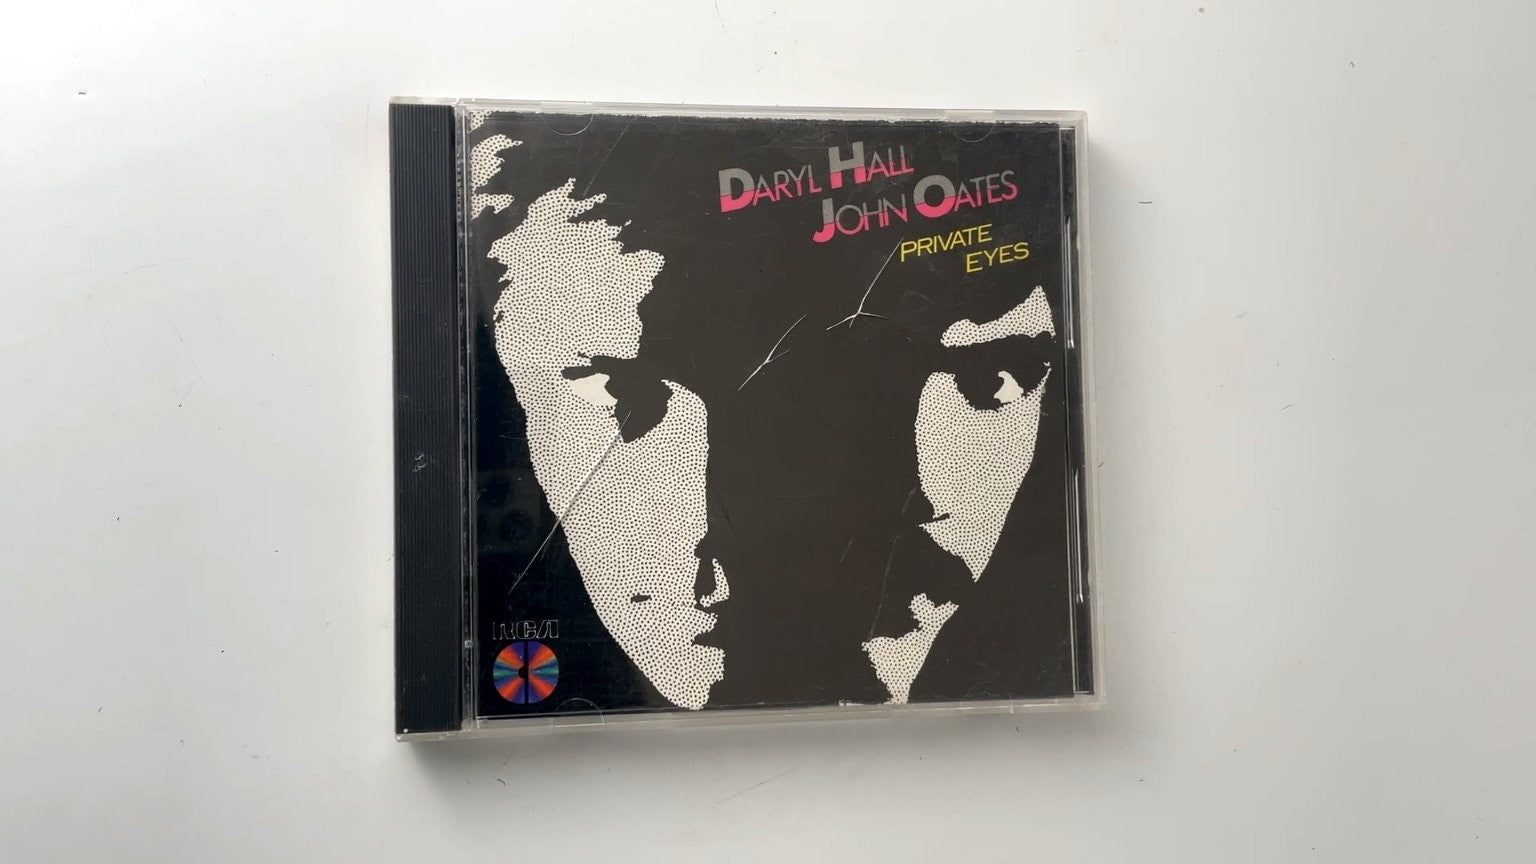 DARYL HALL
JOHN OATES
PRIVATE
EYES
RCA